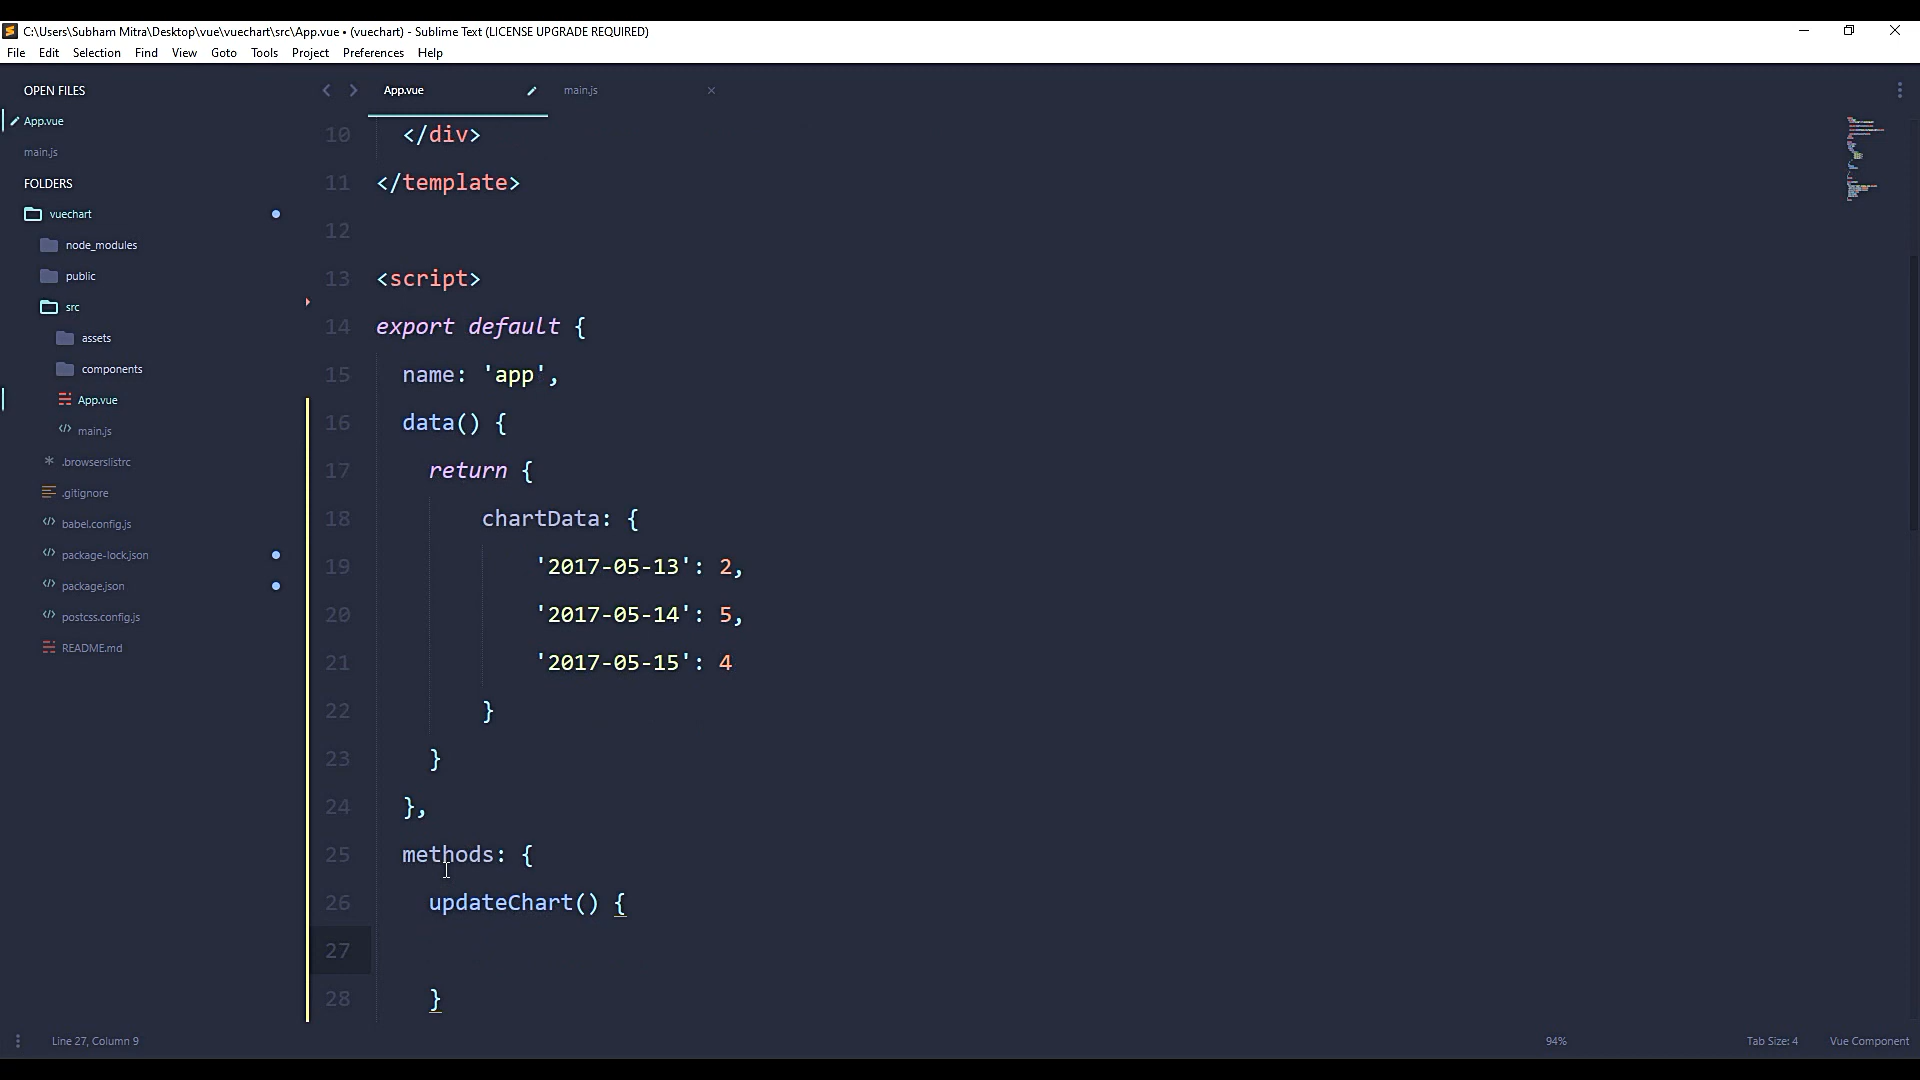 C:\Users\Subham Mitra\Desktop\vue\vuechart\src\App.vue • (vuechart) - Sublime Text (LICENSE UPGRADE REQUIRED)
File Edit Selection Find View Goto Tools Project Preferences Help
OPEN FILES
App.vue
main.js
FOLDERS
vuechart
node_modules
public
src
assets
components
App.vue
main.js
.browserslistrc
.gitignore
babel.config.js
package-lock.json
package.json
postcss.config.js
README.md
App.vue main.js
10 </div>
11 </template>
12
13 <script>
14 export default {
15 name: 'app',
16 data() {
17 return {
18 chartData: {
19 '2017-05-13': 2,
20 '2017-05-14': 5,
21 '2017-05-15': 4
22 }
23 }
24 },
25 methods: {
26 updateChart() {
27
28 }
Line 27, Column 9 94% Tab Size: 4 Vue Component